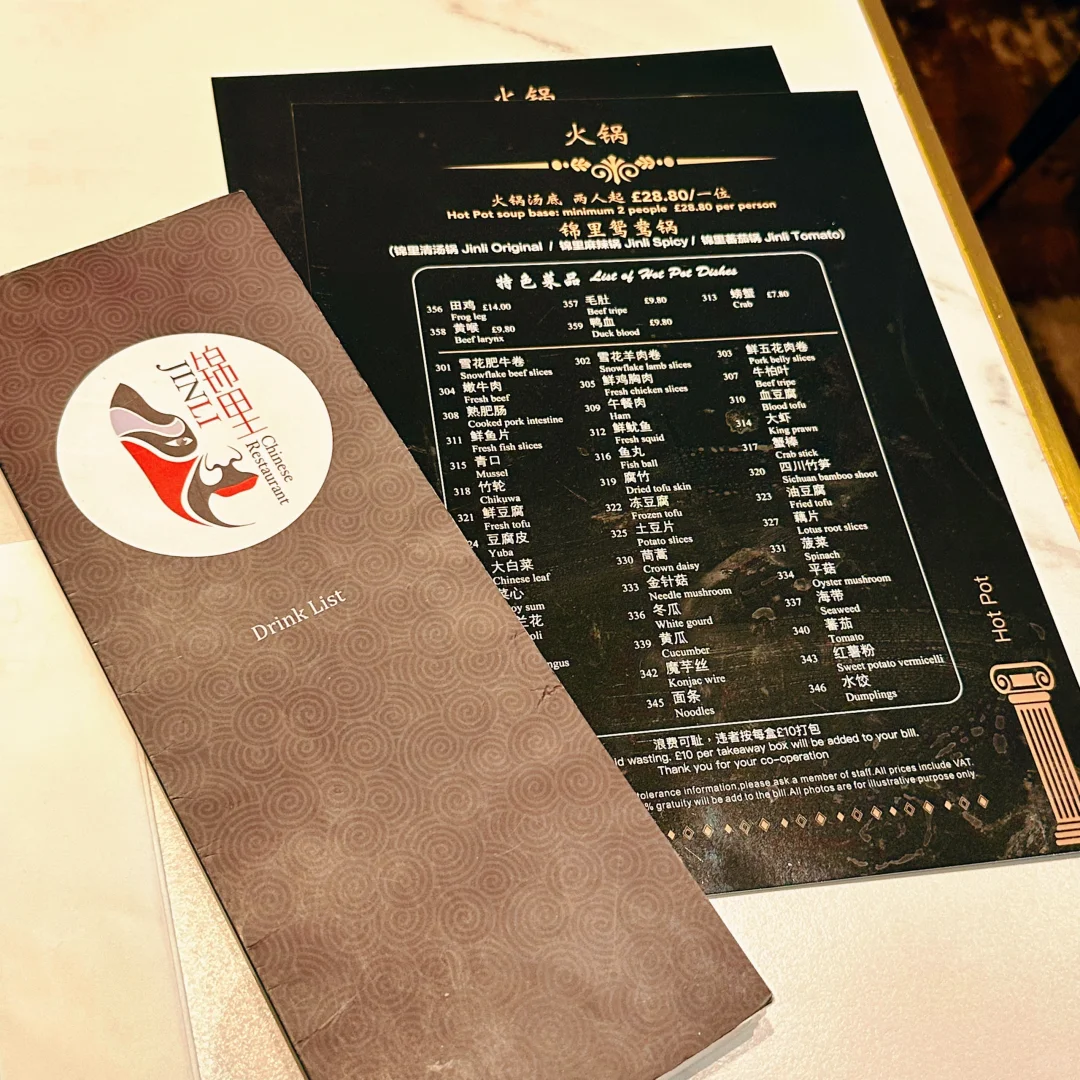 火锅
火锅
火锅汤底 两人起 £28.80/一位
Hot Pot soup base: minimum 2 people £28.80 per person
锦里鸳鸯锅
(锦里清汤锅 Jinli Original / 锦里麻辣锅 Jinli Spicy / 锦里蕃茄锅 Jinli Tomato)
特色菜品 List of Hot Pot Dishes
356 田鸡 £14.00
Frog leg
357 毛肚 £9.80
Beef tripe
313 螃蟹 £7.80
Crab
358 黄喉 £9.80
Beef larynx
359 鸭血 £9.80
Duck blood
301 雪花肥牛卷
Snowflake beef slices
302 雪花羊肉卷
Snowflake lamb slices
303 鲜五花肉卷
Pork belly slices
304 嫩牛肉
Fresh beef
305 鲜鸡胸肉
Fresh chicken slices
307 牛柏叶
Beef tripe
308 熟肥肠
Cooked pork intestine
309 午餐肉
Ham
310 血豆腐
Blood tofu
311 鲜鱼片
Fresh fish slices
312 鲜鱿鱼
Fresh squid
314 大虾
King prawn
315 青口
Mussel
316 鱼丸
Fish ball
317 蟹棒
Crab stick
318 竹轮
Chikuwa
319 腐竹
Dried tofu skin
320 四川竹笋
Sichuan bamboo shoot
321 鲜豆腐
Fresh tofu
322 冻豆腐
Frozen tofu
323 油豆腐
Fried tofu
24 豆腐皮
Yuba
325 土豆片
Potato slices
327 藕片
Lotus root slices
大白菜
Chinese leaf
330 茼蒿
Crown daisy
331 菠菜
Spinach
菜心
oy sum
333 金针菇
Needle mushroom
334 平菇
Oyster mushroom
兰花
oli
336 冬瓜
White gourd
337 海带
Seaweed
ngus
339 黄瓜
Cucumber
340 蕃茄
Tomato
342 魔芋丝
Konjac wire
343 红薯粉
Sweet potato vermicelli
345 面条
Noodles
346 水饺
Dumplings
浪费可耻，违者按每盒£10打包
id wasting. £10 per takeaway box will be added to your bill.
Thank you for your co-operation
tolerance information,please ask a member of staff.All prices include VAT.
% gratuity will be add to the bill.All photos are for illustrative purpose only.
Hot Pot
锦里
JINLI
Chinese
Restaurant
Drink List